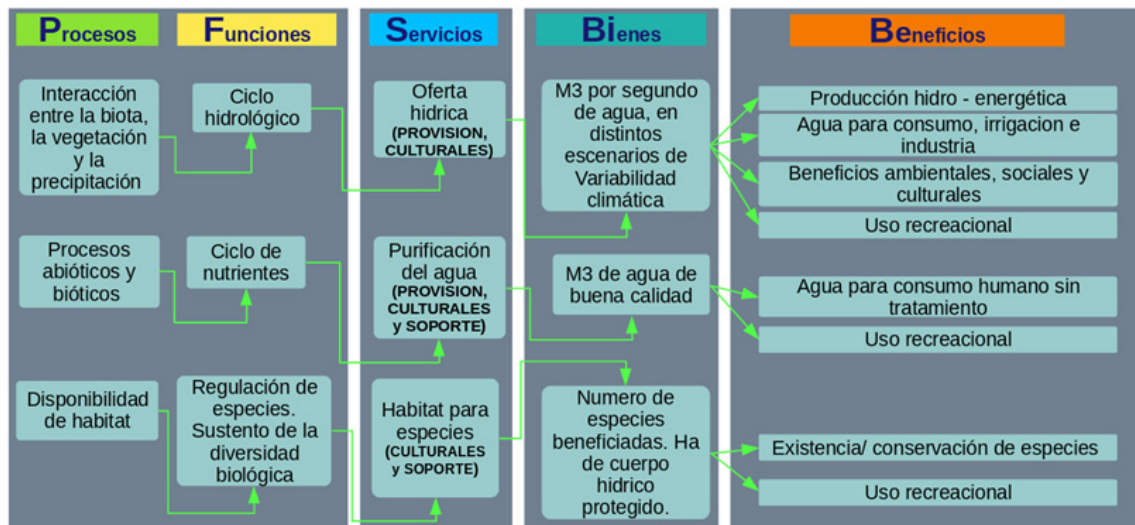 Procesos
Funciones
Servicios
Bienes
Beneficios
Interacción
entre la biota,
la vegetación
y la
precipitación
Ciclo
hidrológico
Oferta
hidrica
(PROVISION,
CULTURALES)
M3 por segundo
de agua, en
distintos
escenarios de
Variabilidad
climática
Producción hidro - energética
Agua para consumo, irrigacion e
industria
Beneficios ambientales, sociales y
culturales
Uso recreacional
Procesos
abióticos y
bióticos
Ciclo de
nutrientes
Purificación
del agua
(PROVISION,
CULTURALES
y SOPORTE)
M3 de agua de
buena calidad
Agua para consumo humano sin
tratamiento
Uso recreacional
Disponibilidad
de habitat
Regulación de
especies.
Sustento de la
diversidad
biológica
Habitat para
especies
(CULTURALES
y SOPORTE)
Numero de
especies
beneficiadas. Ha
de cuerpo
hidrico
protegido.
Existencia/ conservación de especies
Uso recreacional